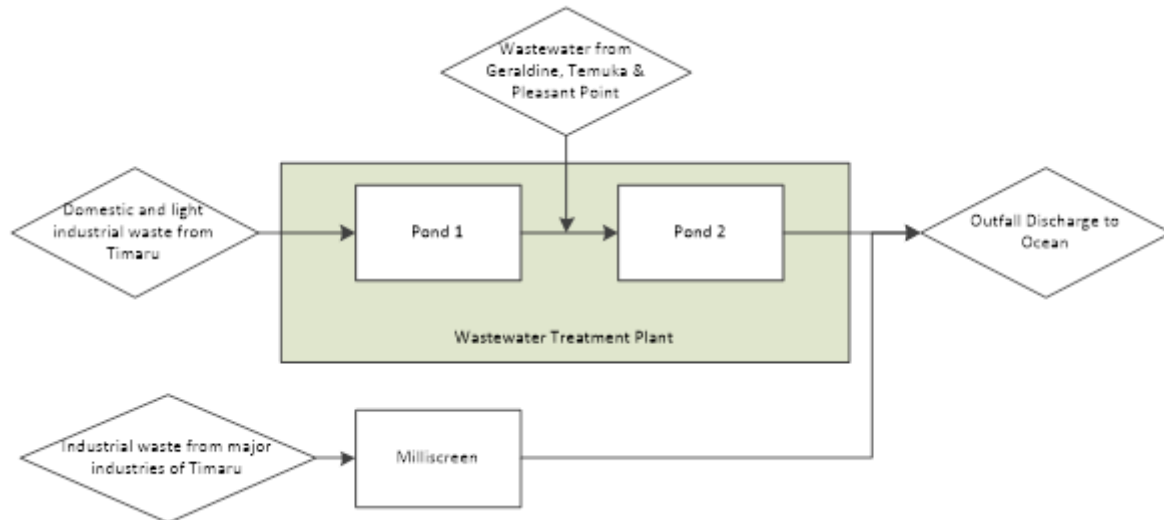 Wastewater from
Geraldine, Temuka &
Pleasant Point
Domestic and light
industrial waste from
Timaru
Pond 1
Pond 2
Outfall Discharge to
Ocean
Wastewater Treatment Plant
Industrial waste from major
industries of Timaru
Milliscreen